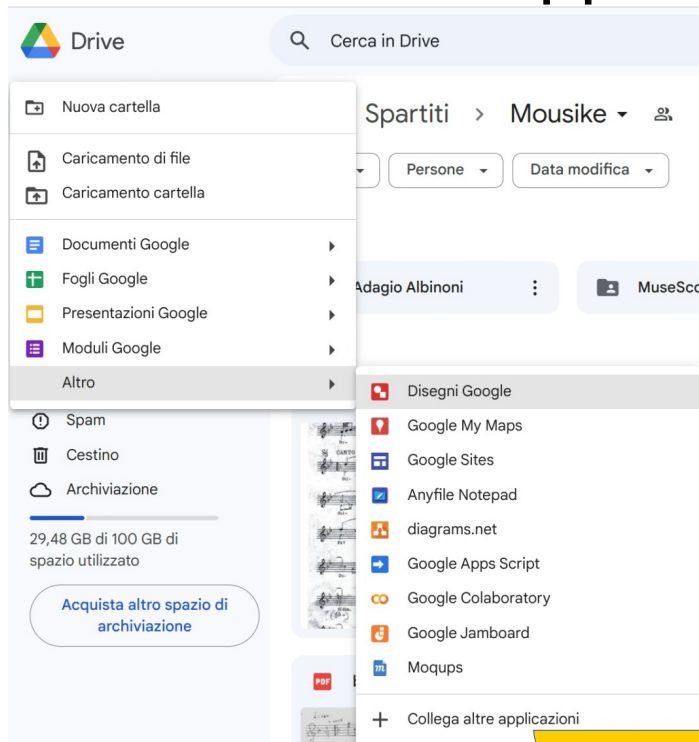 Drive
Cerca in Drive
Nuova cartella
Caricamento di file
Caricamento cartella
Documenti Google
Fogli Google
Presentazioni Google
Moduli Google
Altro
Spam
Cestino
Archiviazione
29,48 GB di 100 GB di
spazio utilizzato
Acquista altro spazio di
archiviazione
Spartiti > Mousike
Persone
Data modifica
Adagio Albinoni
Disegni Google
Google My Maps
Google Sites
Anyfile Notepad
diagrams.net
Google Apps Script
Google Colaboratory
Google Jamboard
Moqups
Collega altre applicazioni
CANTO
PDF